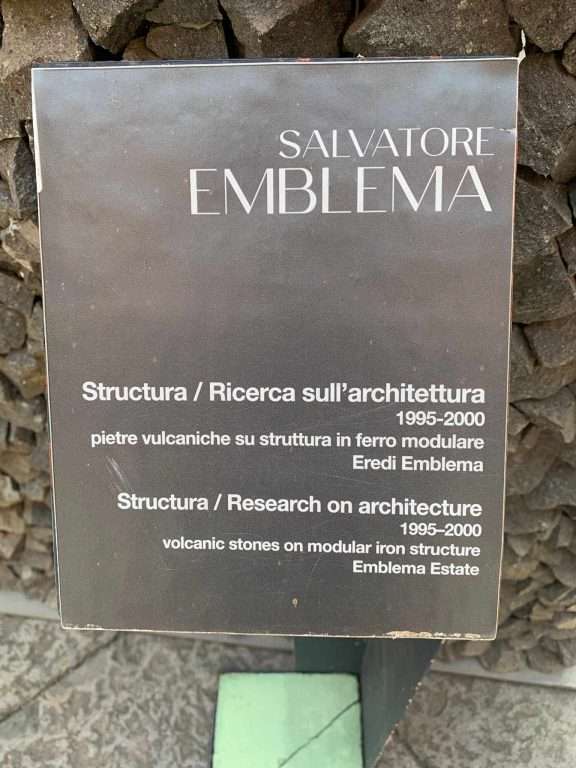 SALVATORE
EMBLEMA
Structura / Ricerca sull'architettura
1995-2000
pietre vulcaniche su struttura in ferro modulare
Eredi Emblema
Structura / Research on architecture
1995–2000
volcanic stones on modular iron structure
Emblema Estate